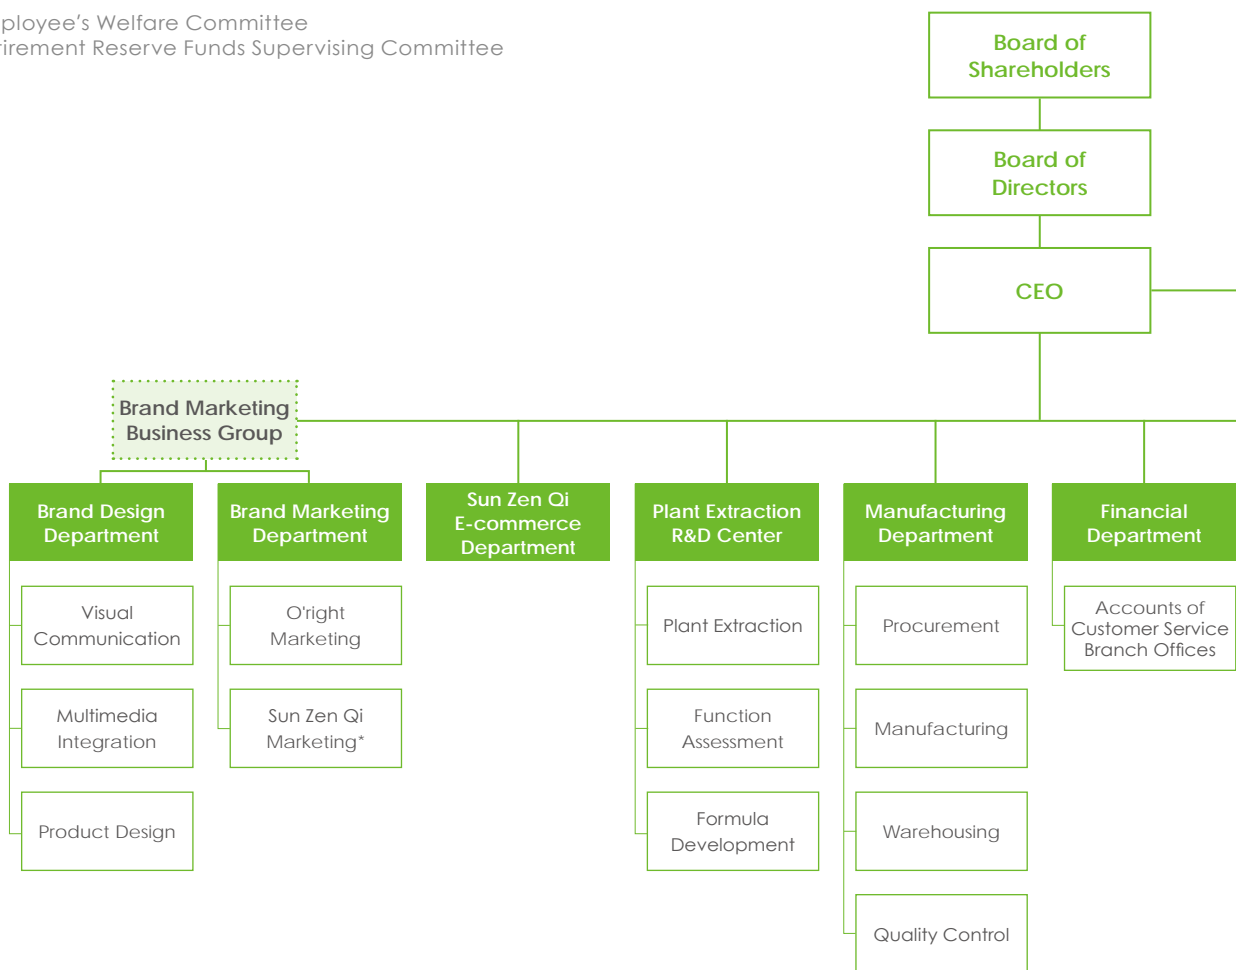 ployee's Welfare Committee
irement Reserve Funds Supervising Committee
Board of
Shareholders
Board of
Directors
CEO
Brand Marketing
Business Group
Brand Design
Department
Brand Marketing
Department
Sun Zen Qi
E-commerce
Department
Plant Extraction
R&D Center
Manufacturing
Department
Financial
Department
Visual
Communication
O'right
Marketing
Plant Extraction
Procurement
Accounts of
Customer Service
Branch Offices
Multimedia
Integration
Sun Zen Qi
Marketing*
Function
Assessment
Manufacturing
Product Design
Formula
Development
Warehousing
Quality Control